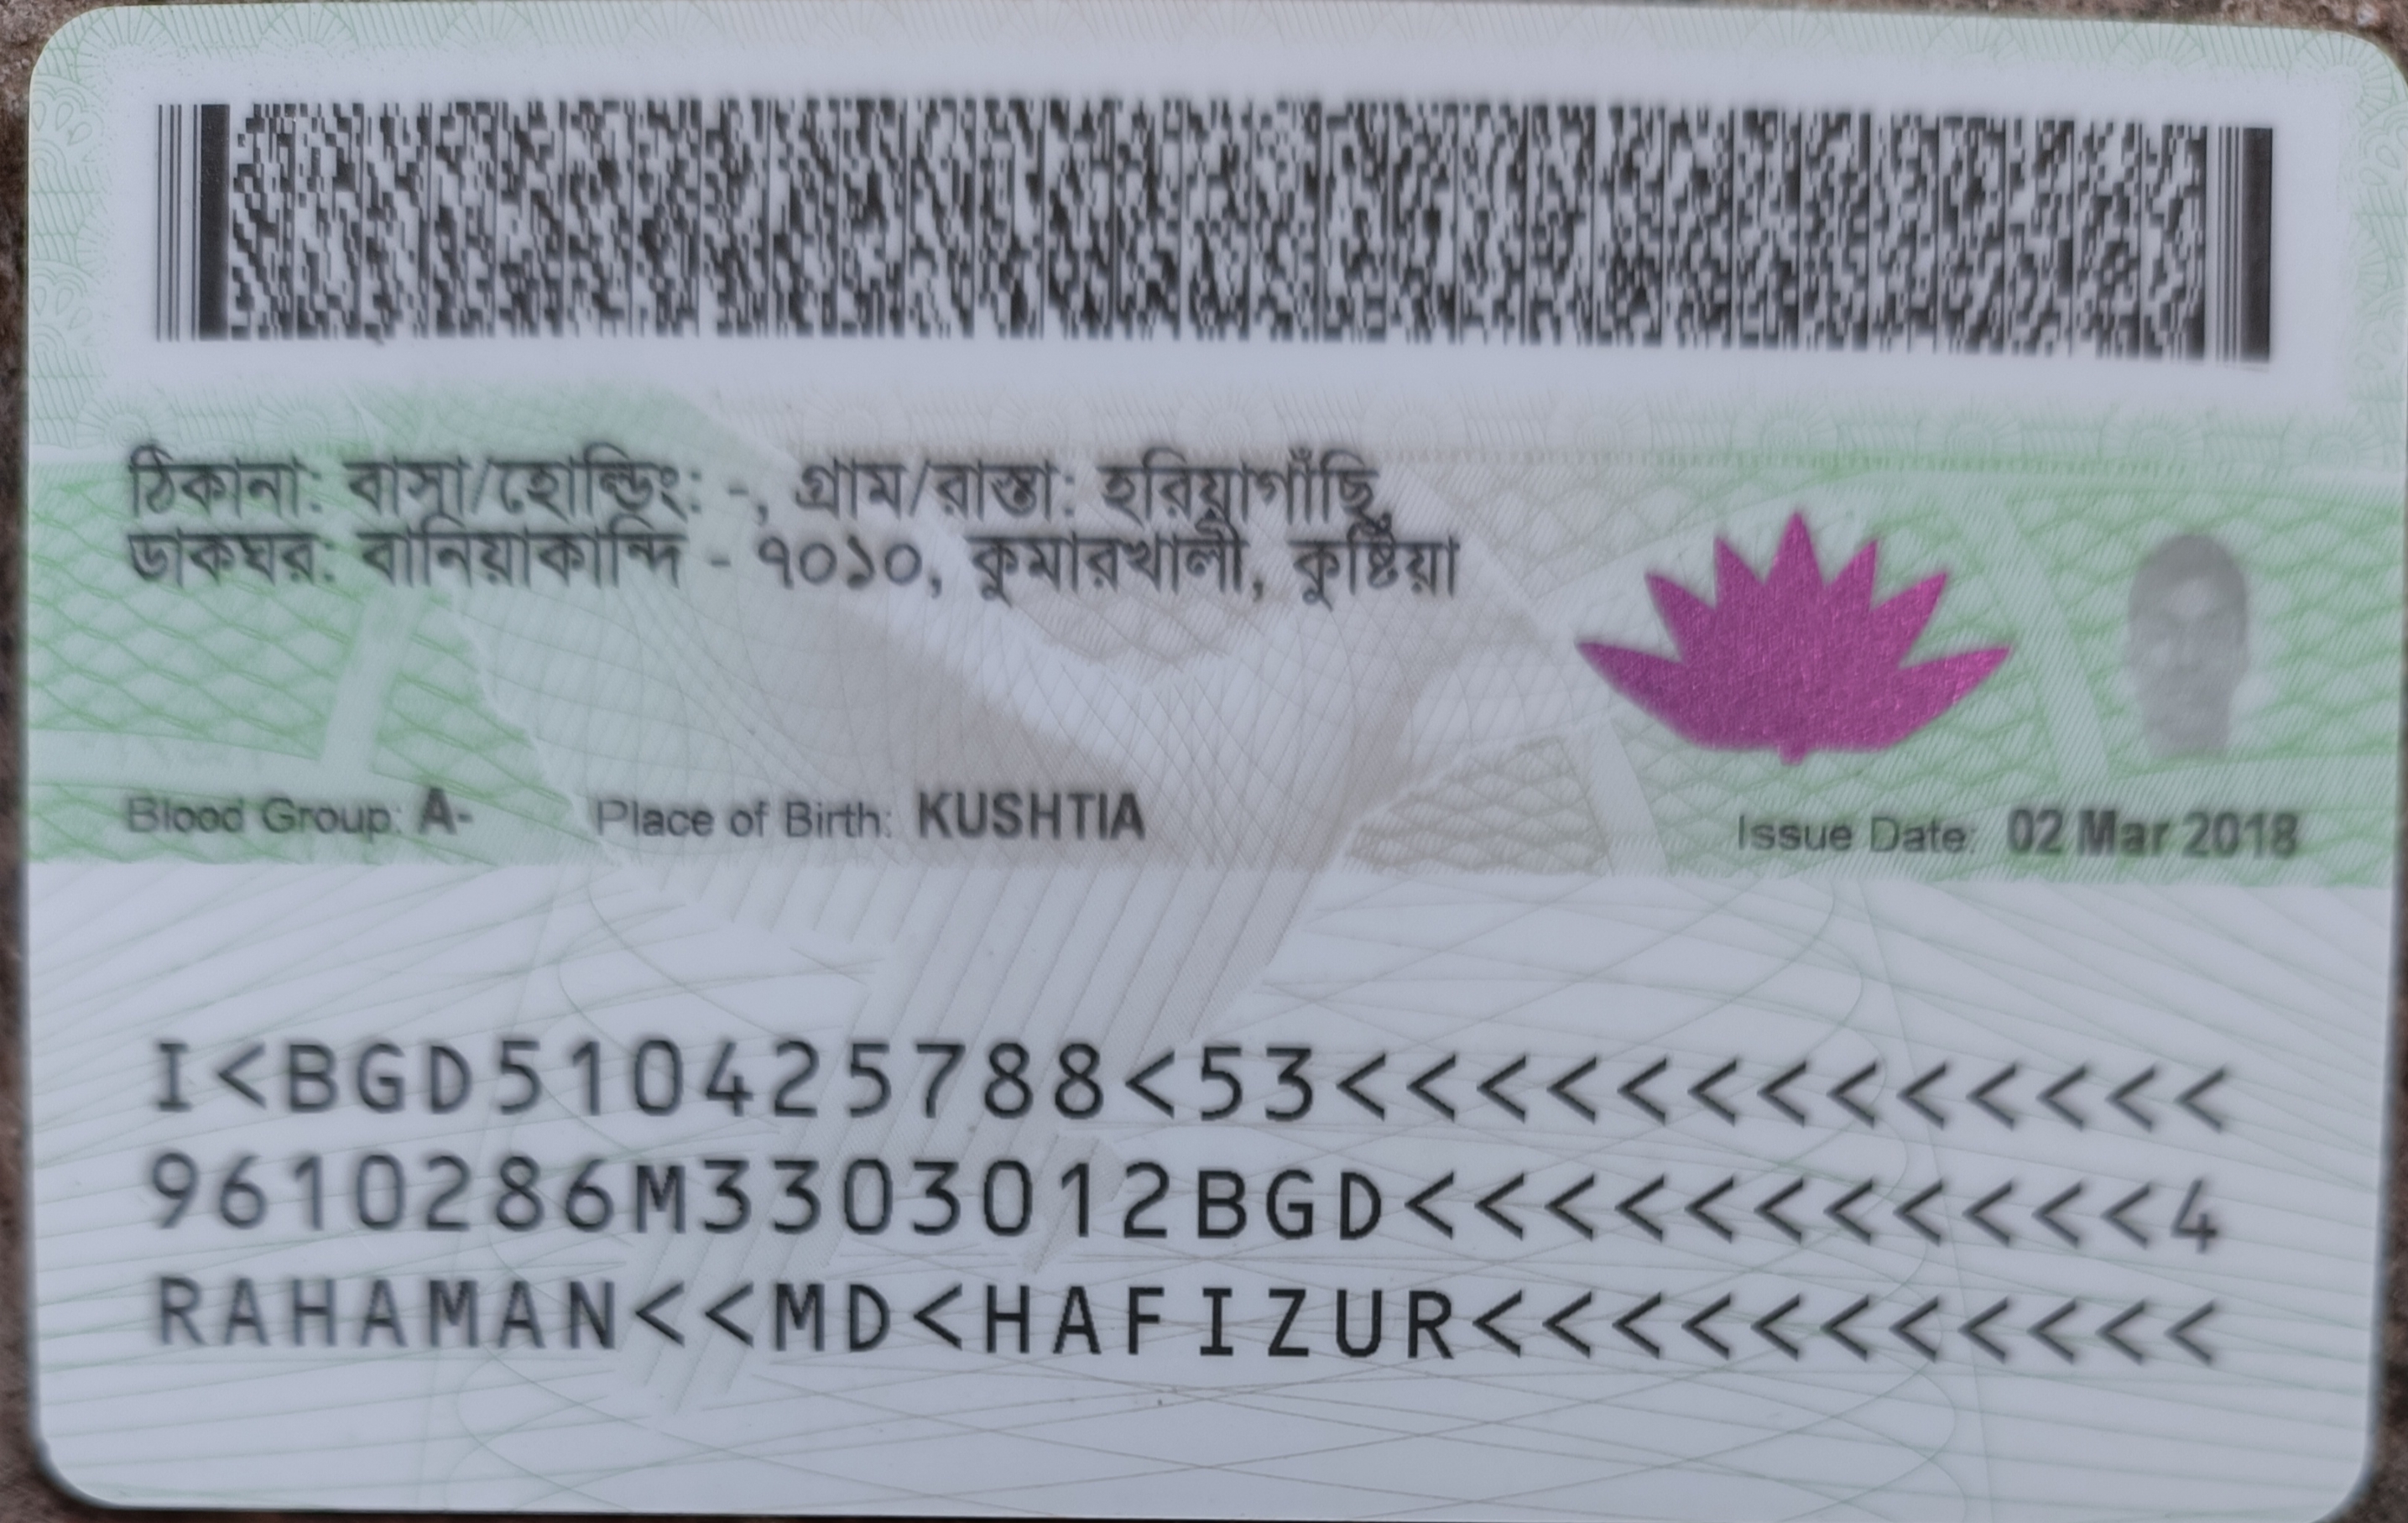 ঠিকানা: বাসা/হোল্ডিং: -, গ্রাম/রাস্তা: হরিয়াগাঁছি,
ডাকঘর: বানিয়াকান্দি - ৭০১০, কুমারখালী, কুষ্টিয়া
Blood Group: A- Place of Birth: KUSHTIA Issue Date: 02 Mar 2018
I<BGD510425788<53<<<<<<<<<<<<<
9610286M3303012BGD<<<<<<<<<<<4
RAHAMAN<<MD<HAFIZUR<<<<<<<<<<<